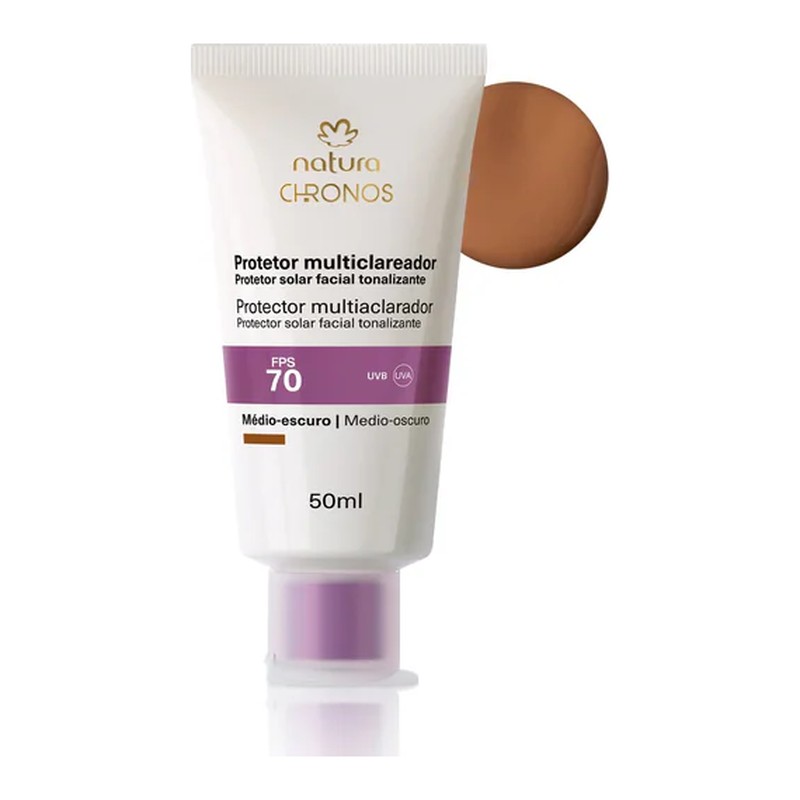 natura
CHRONOS
Protetor multiclareador
Protetor solar facial tonalizante
Protector multiaclarador
Protector solar facial tonalizante
FPS
70
UVB UVA
Médio-escuro | Medio-oscuro
50ml